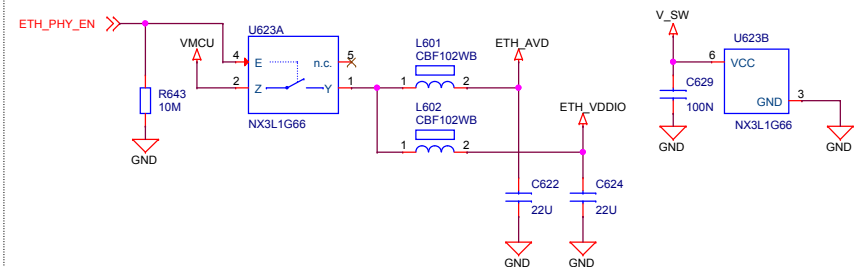 ETH_PHY_EN
U623A
VMCU
4
E
n.c.
5
2
Z
Y
1
NX3L1G66
R643
10M
GND
L601
CBF102WB
1
2
L602
CBF102WB
1
2
ETH_AVD
ETH_VDDIO
C622
22U
GND
C624
22U
GND
V_SW
U623B
6
VCC
GND
3
NX3L1G66
C629
100N
GND
GND